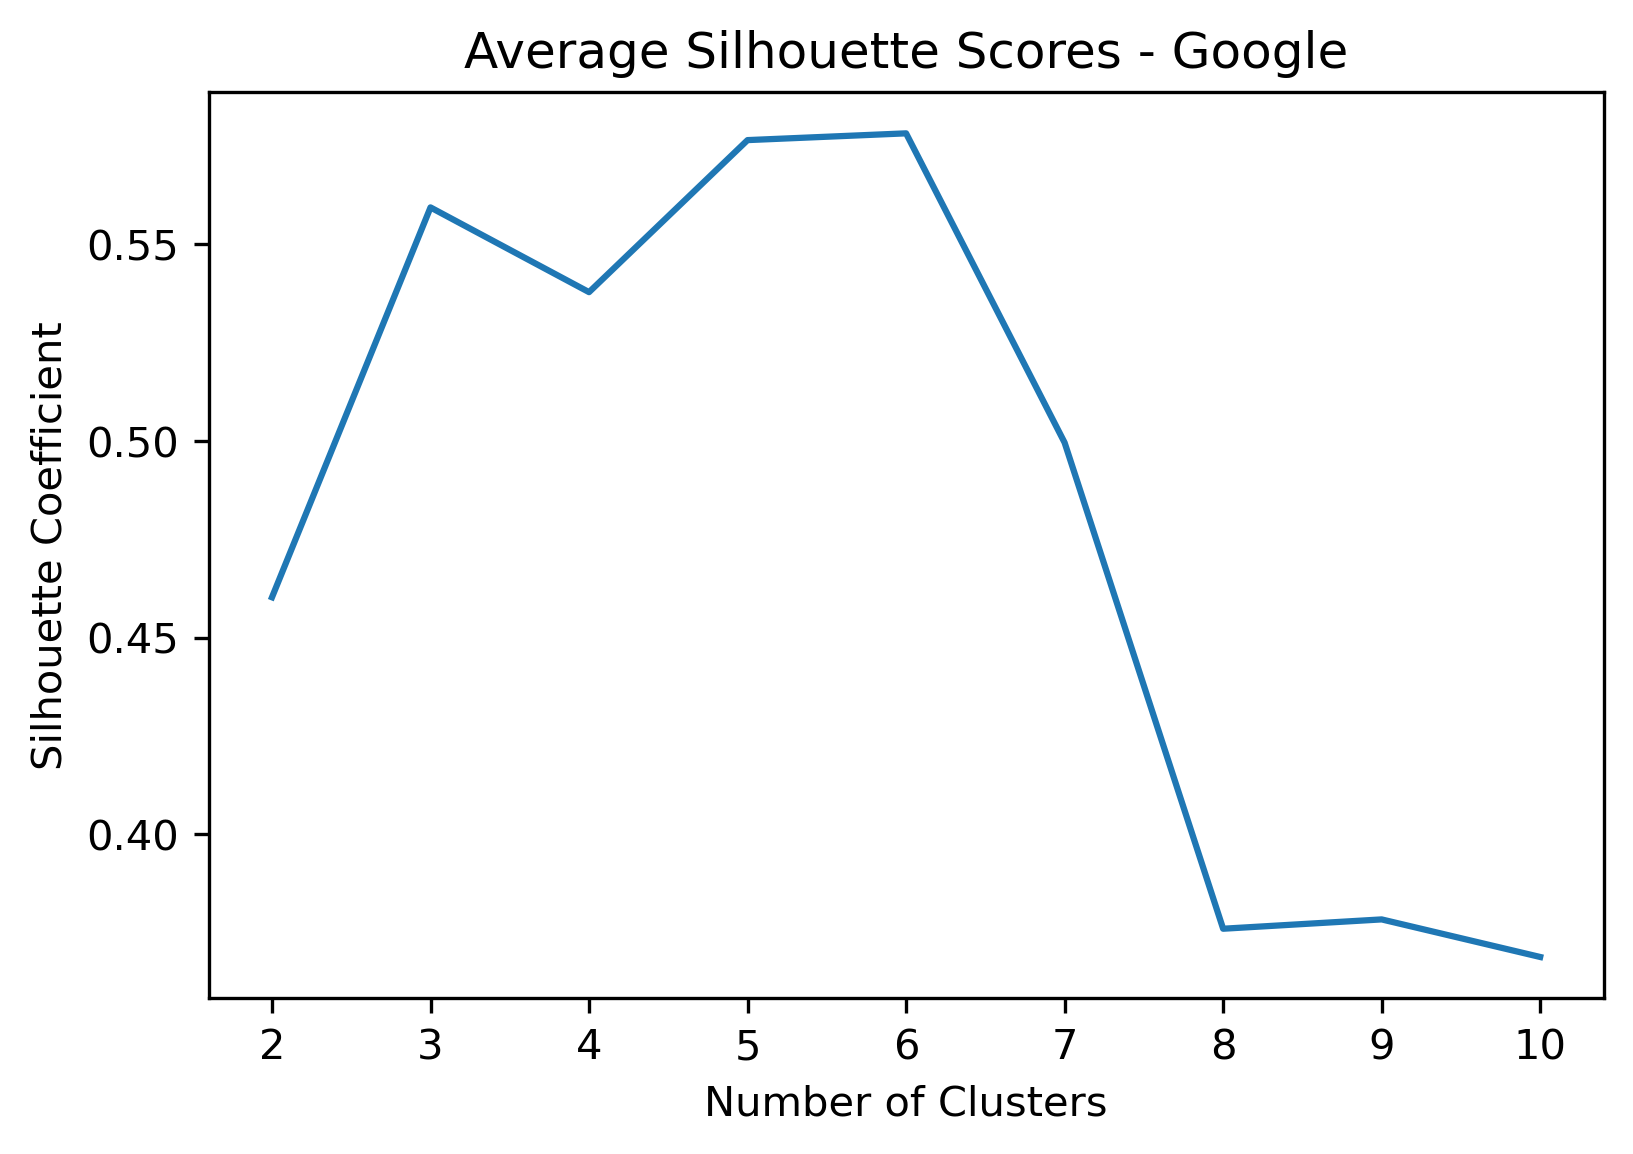 Average Silhouette Scores - Google
Silhouette Coefficient
0.55
0.50
0.45
0.40
2 3 4 5 6 7 8 9 10
Number of Clusters